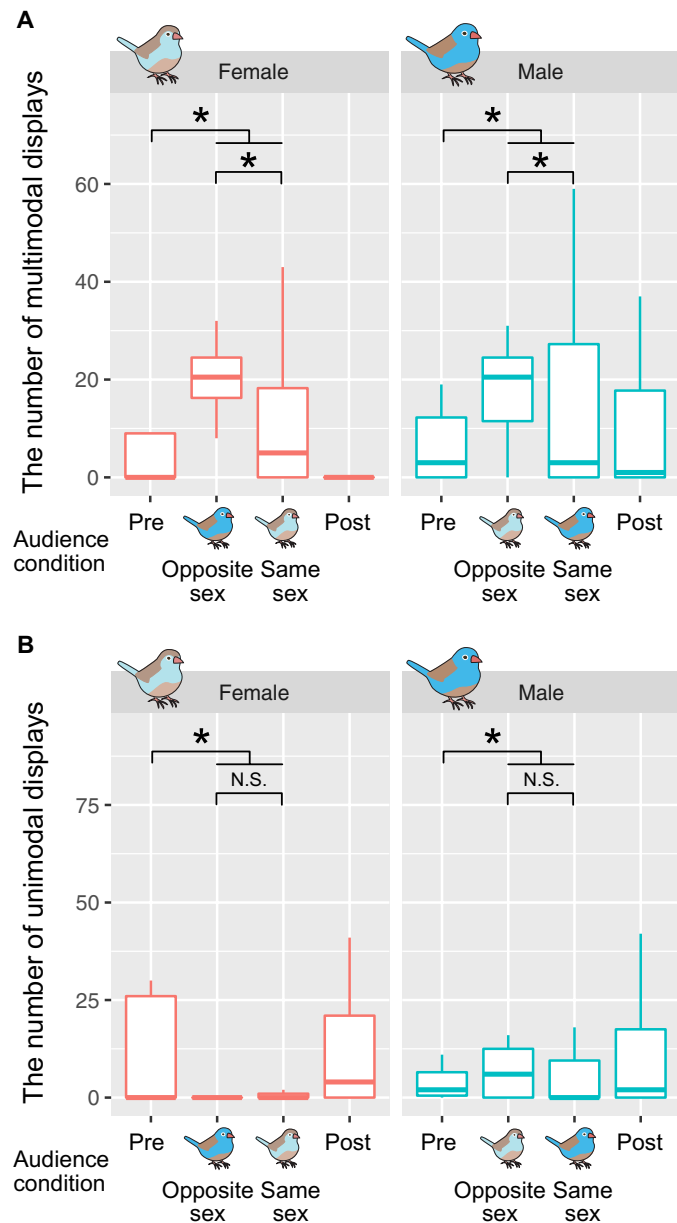 A
Female
Male
The number of multimodal displays
*
*
*
*
60
40
20
0
Pre
Post
Pre
Post
Audience
condition
Opposite
sex
Same
sex
Opposite
sex
Same
sex
B
Female
Male
The number of unimodal displays
*
N.S.
*
N.S.
75
50
25
0
Pre
Post
Pre
Post
Audience
condition
Opposite
sex
Same
sex
Opposite
sex
Same
sex